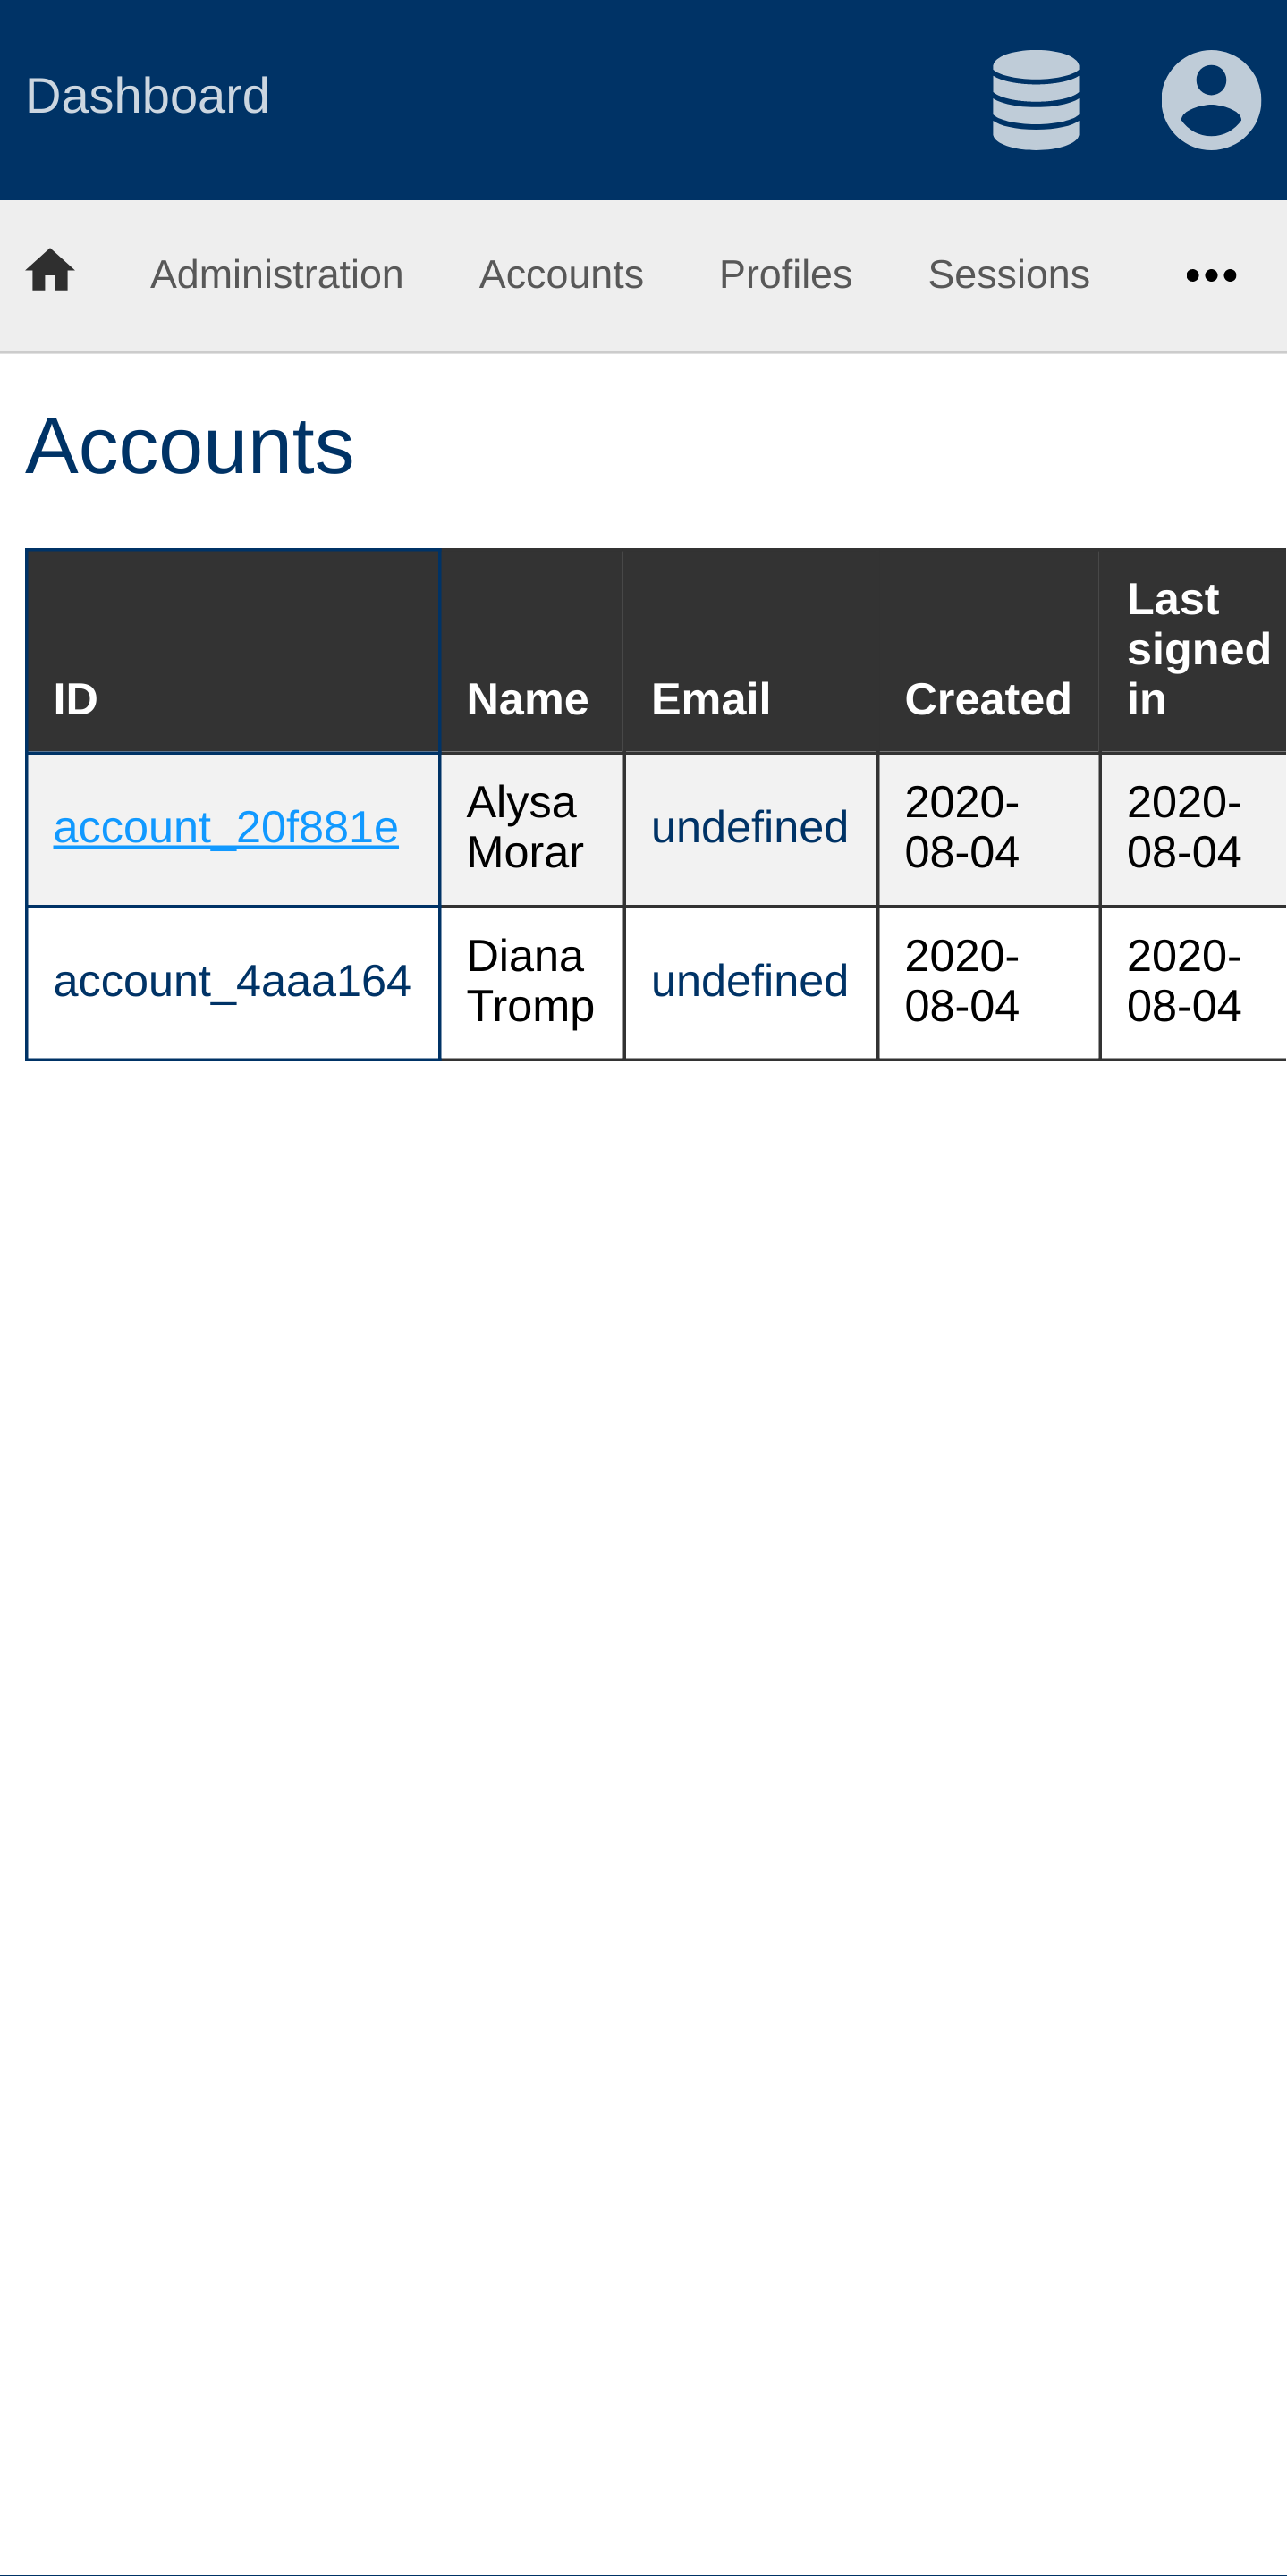 Dashboard
Administration Accounts Profiles Sessions •••
Accounts
ID Name Email Created Last signed in
account_20f881e Alysa Morar undefined 2020-08-04 2020-08-04
account_4aaa164 Diana Tromp undefined 2020-08-04 2020-08-04